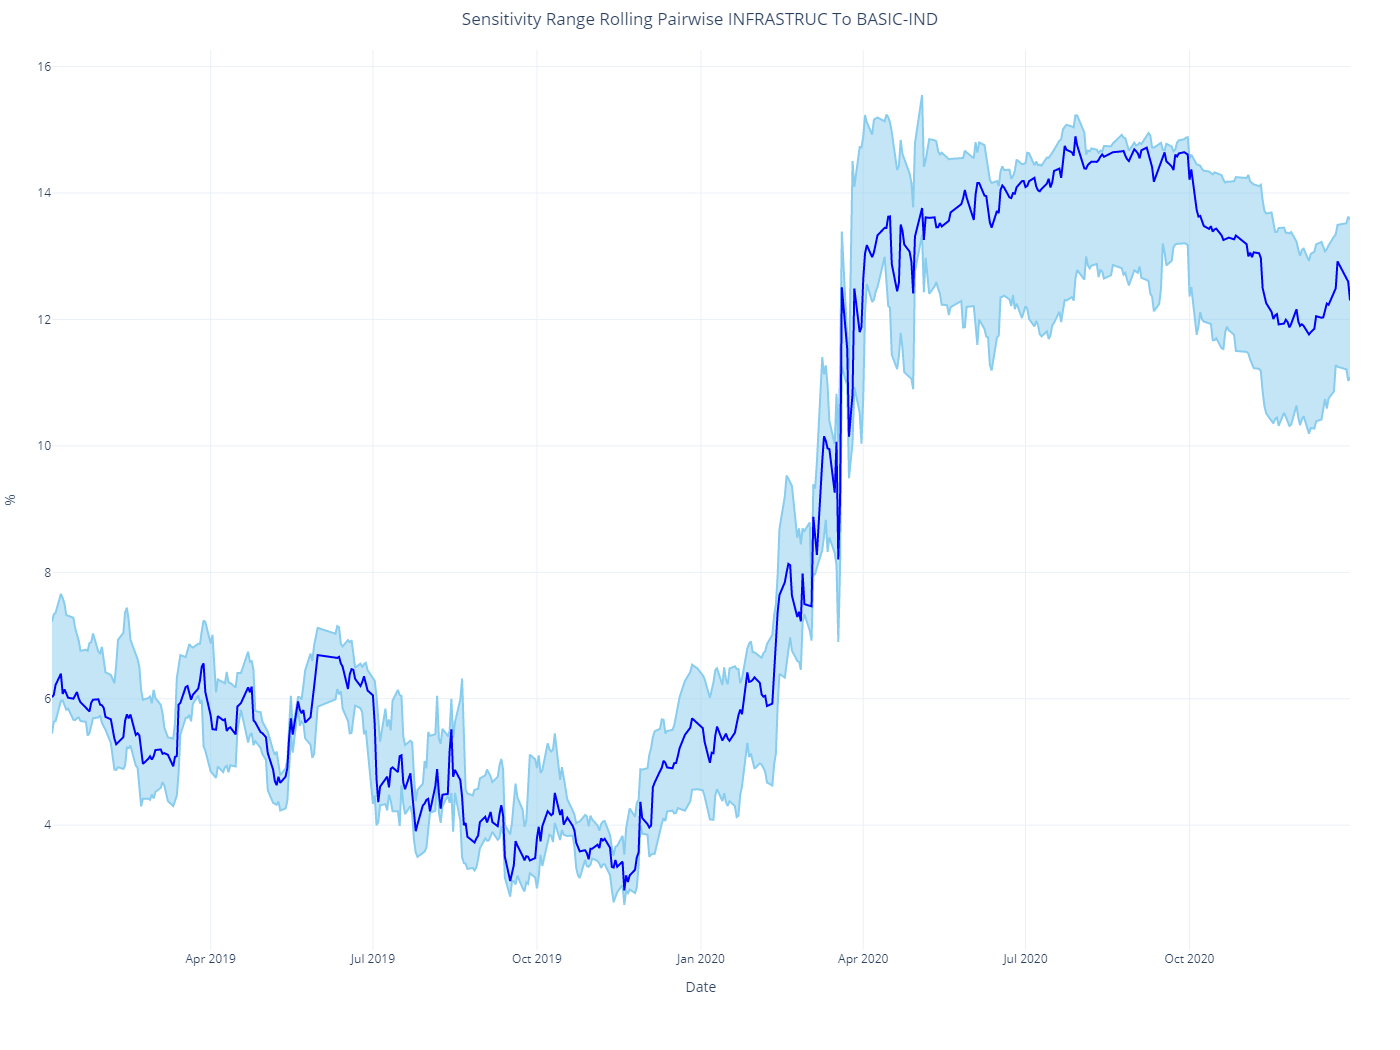 Sensitivity Range Rolling Pairwise INFRASTRUC To BASIC-IND
16
14
12
10
8
6
4
%
Apr 2019
Jul 2019
Oct 2019
Jan 2020
Apr 2020
Jul 2020
Oct 2020
Date